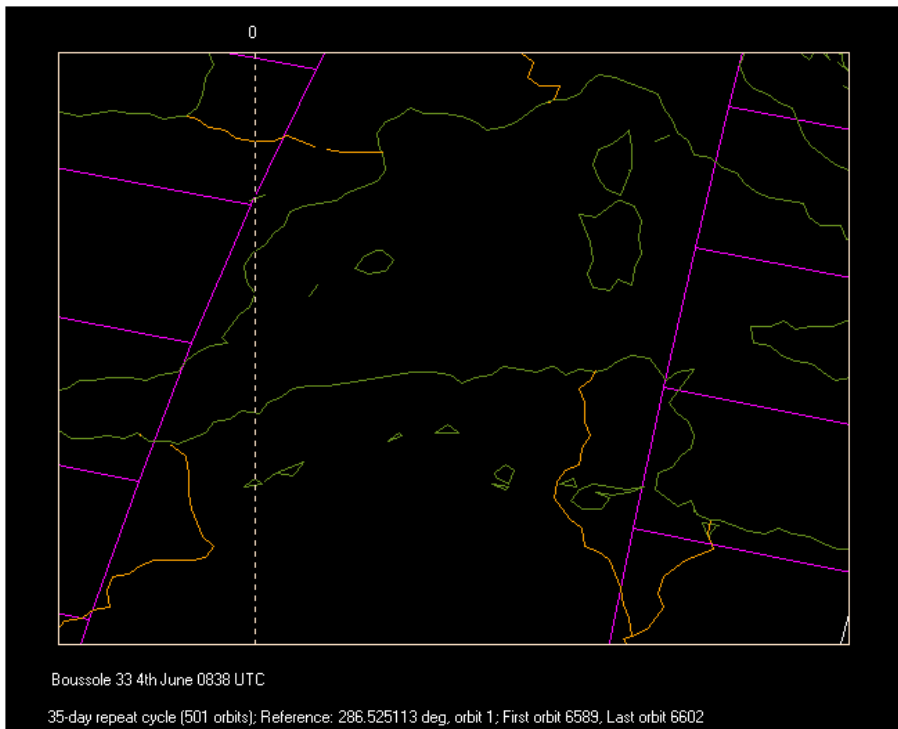 0
Boussole 33 4th June 0838 UTC
35-day repeat cycle (501 orbits); Reference: 286.525113 deg, orbit 1; First orbit 6589, Last orbit 6602